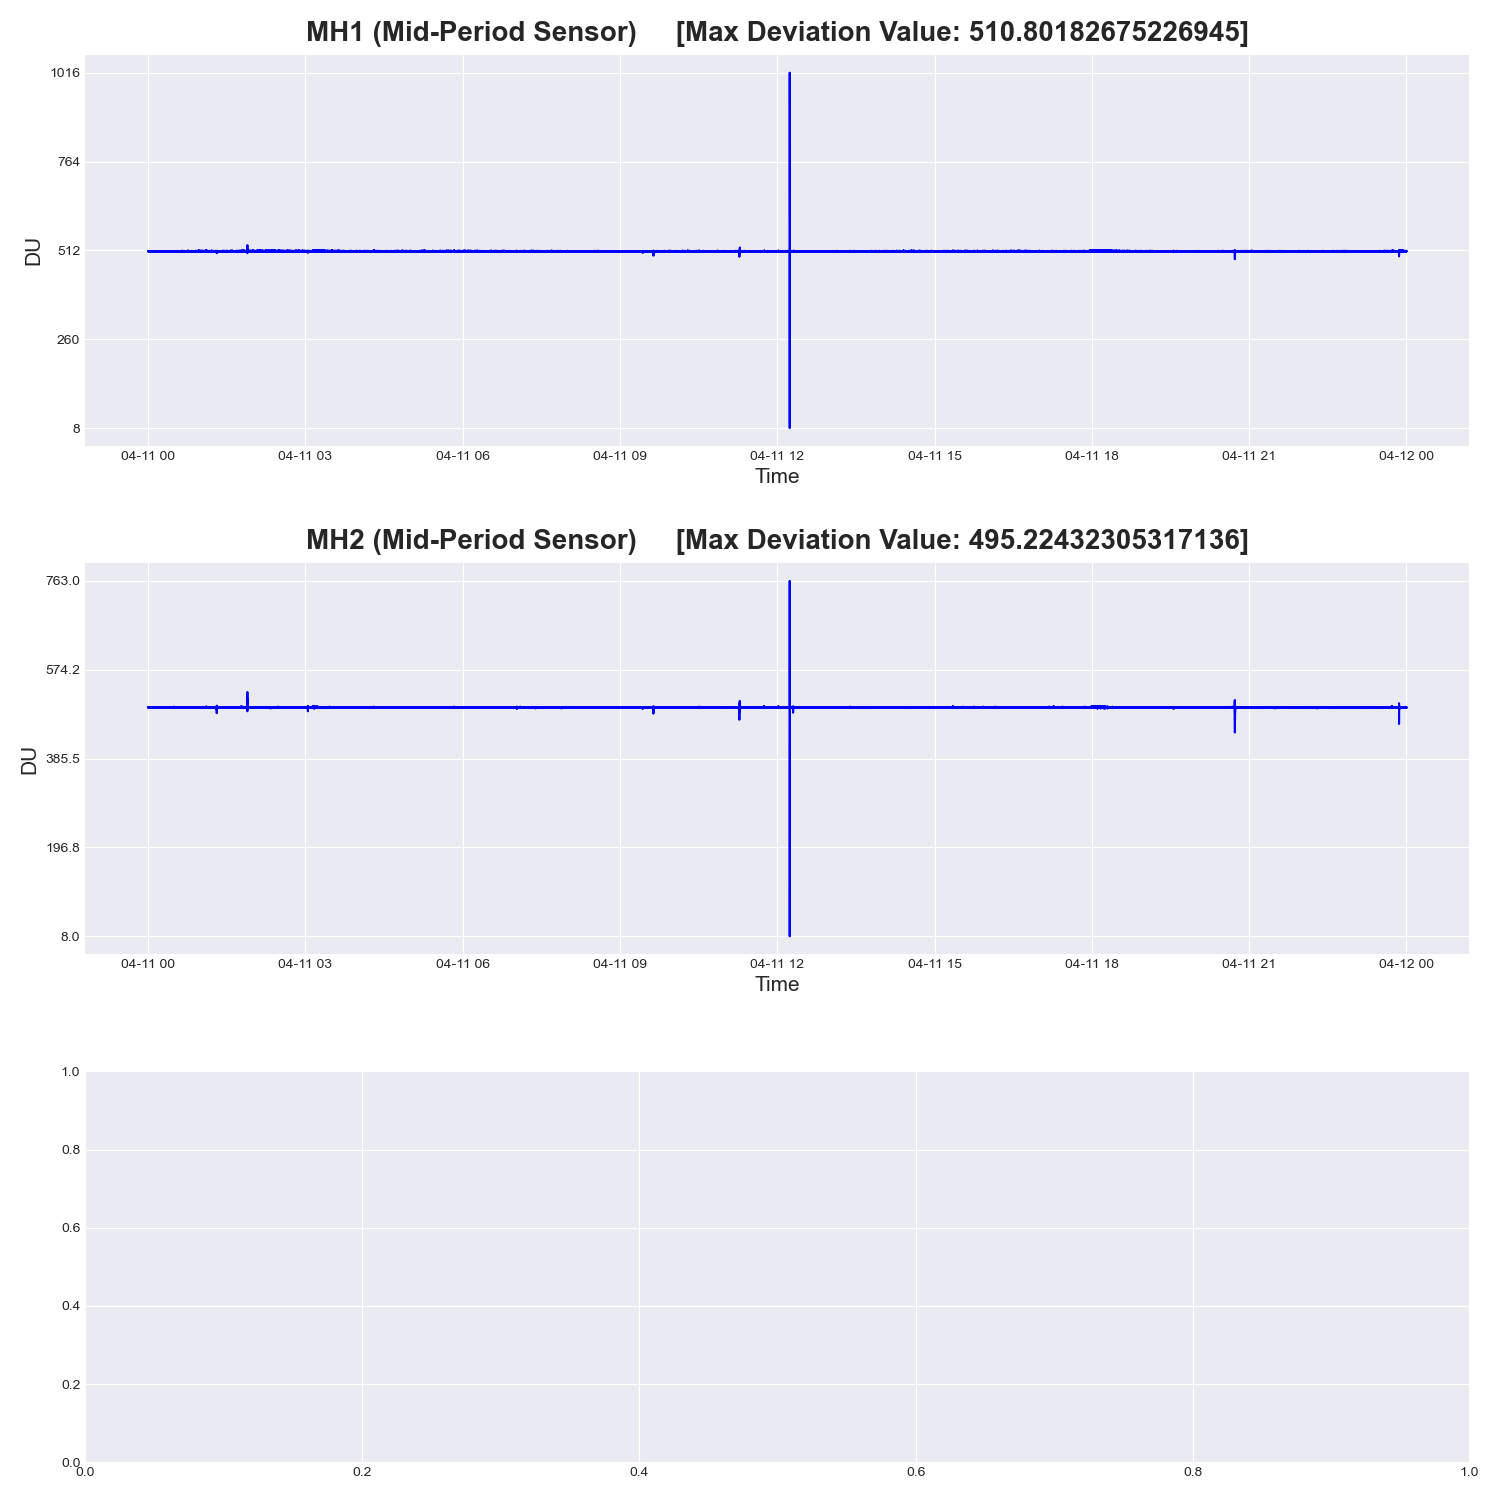 MH1 (Mid-Period Sensor) [Max Deviation Value: 510.80182675226945]
1016
764
512
260
8
DU
04-11 00 04-11 03 04-11 06 04-11 09 04-11 12 04-11 15 04-11 18 04-11 21 04-12 00
Time
MH2 (Mid-Period Sensor) [Max Deviation Value: 495.22432305317136]
763.0
574.2
385.5
196.8
8.0
DU
04-11 00 04-11 03 04-11 06 04-11 09 04-11 12 04-11 15 04-11 18 04-11 21 04-12 00
Time
1.0
0.8
0.6
0.4
0.2
0.0
0.0 0.2 0.4 0.6 0.8 1.0